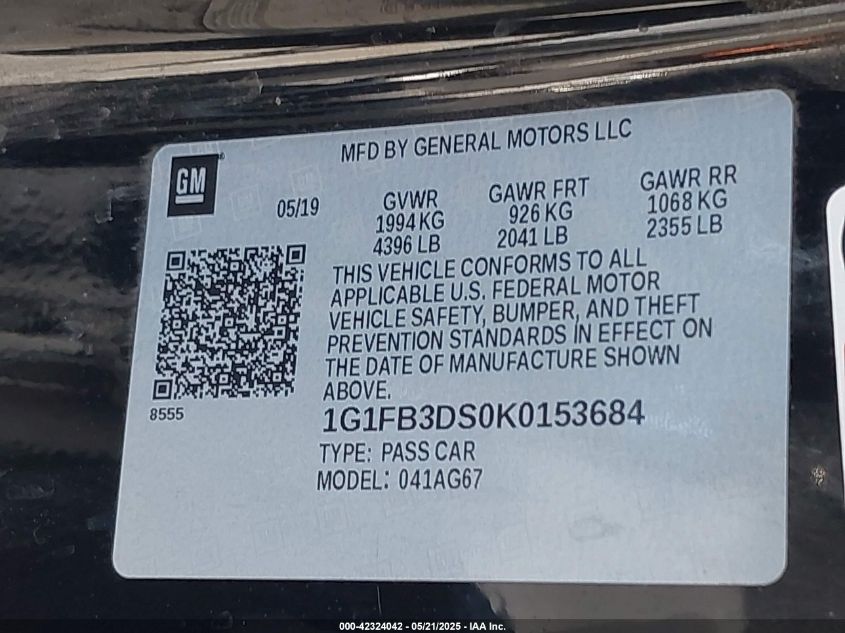 MFD BY GENERAL MOTORS LLC
GM
05/19
GVWR
1994 KG
4396 LB
GAWR FRT
926 KG
2041 LB
GAWR RR
1068 KG
2355 LB
THIS VEHICLE CONFORMS TO ALL
APPLICABLE U.S. FEDERAL MOTOR
VEHICLE SAFETY, BUMPER, AND THEFT
PREVENTION STANDARDS IN EFFECT ON
THE DATE OF MANUFACTURE SHOWN
ABOVE.
8555
1G1FB3DS0K0153684
TYPE: PASS CAR
MODEL: 041AG67
000-42324042 - 05/21/2025 - IAA Inc.